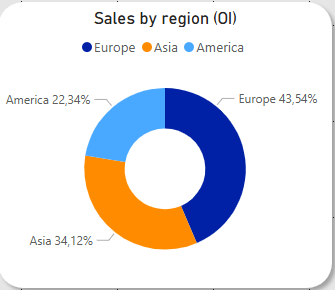 Sales by region (OI)
Europe Asia America
America 22,34%
Europe 43,54%
Asia 34,12%